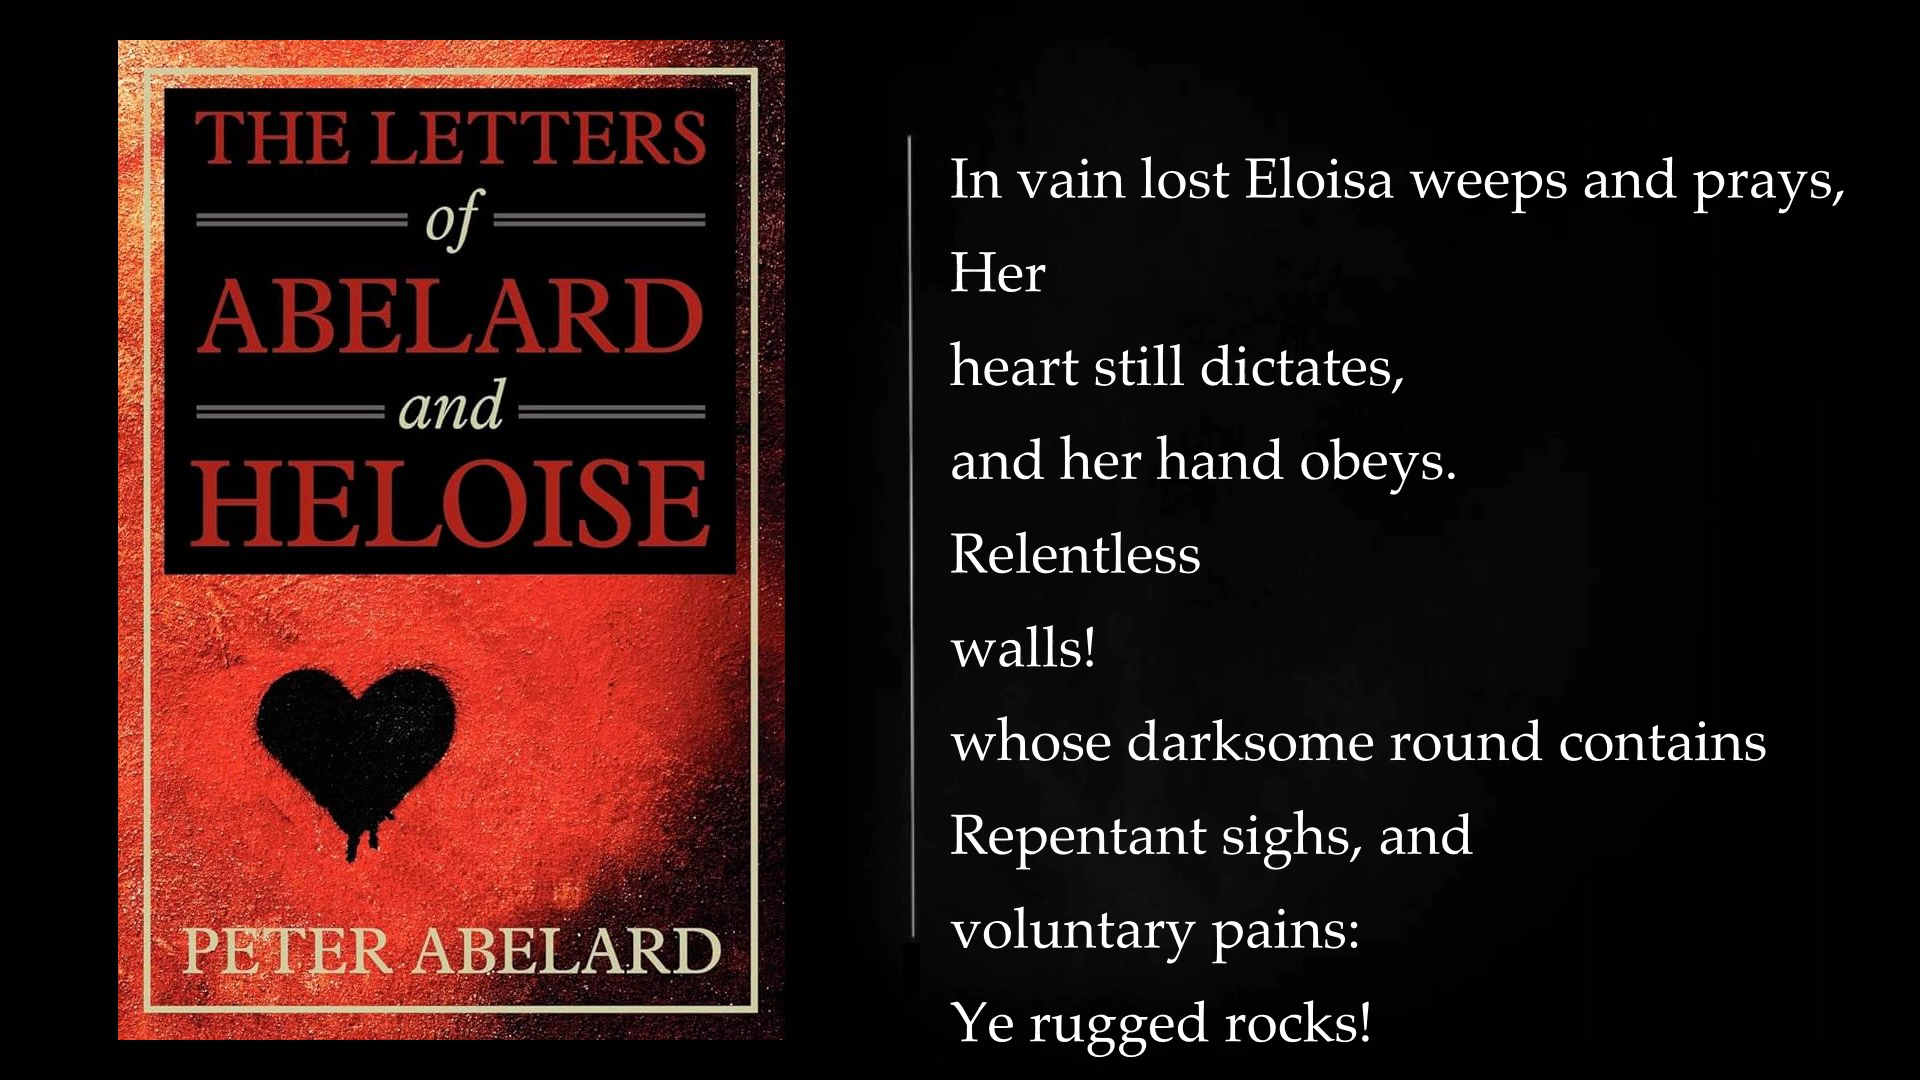 THE LETTERS
of
ABELARD
and
HELOISE
PETER ABELARD
In vain lost Eloisa weeps and prays,
Her
heart still dictates,
and her hand obeys.
Relentless
walls!
whose darksome round contains
Repentant sighs, and
voluntary pains:
Ye rugged rocks!